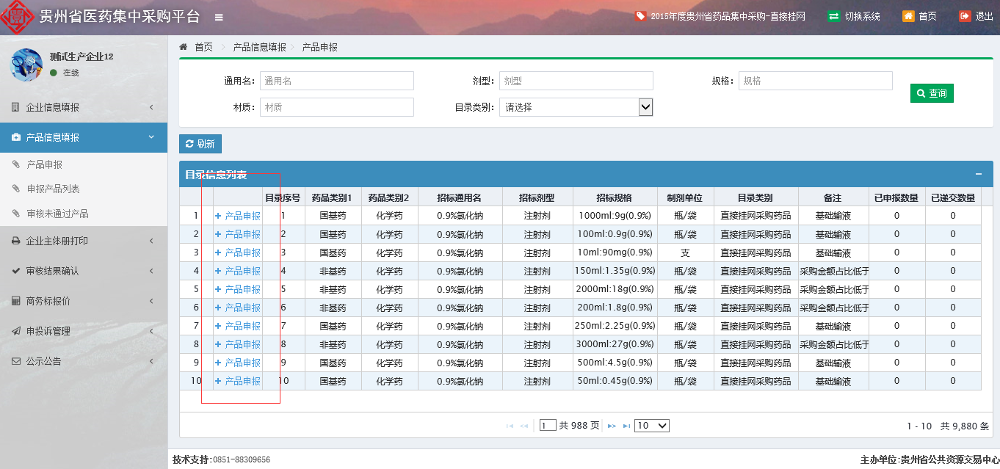 贵州省医药集中采购平台 2015年度贵州省药品集中采购-直接挂网 切换系统 首页 退出
测试生产企业12
在线
企业信息填报
产品信息填报
产品申报
申报产品列表
审核未通过产品
企业主体册打印
审核结果确认
商务标报价
申投诉管理
公示公告
首页 产品信息填报 产品申报
通用名: 通用名 剂型: 剂型 规格: 规格
材质: 材质 目录类别: 请选择
查询
刷新
目录信息列表
目录序号 药品类别1 药品类别2 招标通用名 招标剂型 招标规格 制剂单位 目录类别 备注 已申报数量 已递交数量
1 + 产品申报 1 国基药 化学药 0.9%氯化钠 注射剂 1000ml:9g(0.9%) 瓶/袋 直接挂网采购药品 基础输液 0 0
2 + 产品申报 2 国基药 化学药 0.9%氯化钠 注射剂 100ml:0.9g(0.9%) 瓶/袋 直接挂网采购药品 基础输液 0 0
3 + 产品申报 3 国基药 化学药 0.9%氯化钠 注射剂 10ml:90mg(0.9%) 支 直接挂网采购药品 基础输液 0 0
4 + 产品申报 4 非基药 化学药 0.9%氯化钠 注射剂 150ml:1.35g(0.9%) 瓶/袋 直接挂网采购药品 采购金额占比低于 0 0
5 + 产品申报 5 非基药 化学药 0.9%氯化钠 注射剂 2000ml:18g(0.9%) 瓶/袋 直接挂网采购药品 采购金额占比低于 0 0
6 + 产品申报 6 非基药 化学药 0.9%氯化钠 注射剂 200ml:1.8g(0.9%) 瓶/袋 直接挂网采购药品 采购金额占比低于 0 0
7 + 产品申报 7 国基药 化学药 0.9%氯化钠 注射剂 250ml:2.25g(0.9%) 瓶/袋 直接挂网采购药品 基础输液 0 0
8 + 产品申报 8 非基药 化学药 0.9%氯化钠 注射剂 3000ml:27g(0.9%) 瓶/袋 直接挂网采购药品 采购金额占比低于 0 0
9 + 产品申报 9 国基药 化学药 0.9%氯化钠 注射剂 500ml:4.5g(0.9%) 瓶/袋 直接挂网采购药品 基础输液 0 0
10 + 产品申报 10 国基药 化学药 0.9%氯化钠 注射剂 50ml:0.45g(0.9%) 瓶/袋 直接挂网采购药品 基础输液 0 0
1 共 988 页 10 1 - 10 共 9,880 条
技术支持:0851-88309656 主办单位:贵州省公共资源交易中心